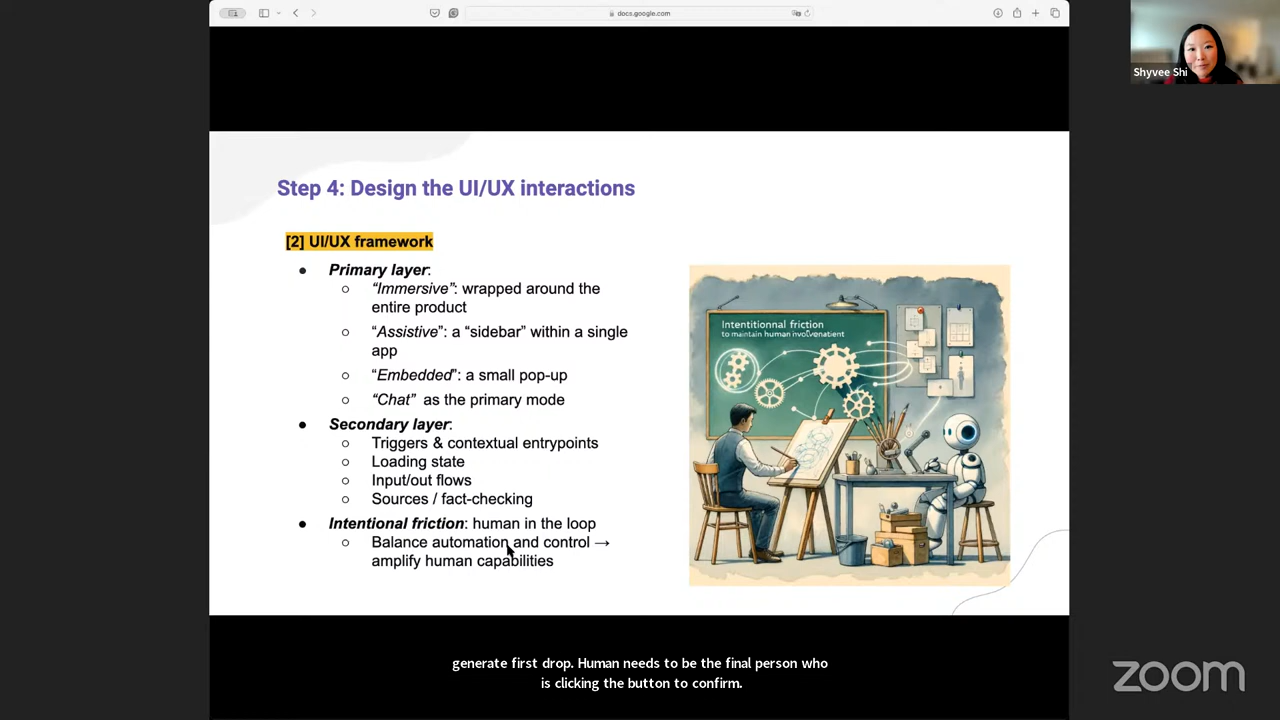 docs.google.com
Shyvee Shi
Step 4: Design the UI/UX interactions
[2] UI/UX framework
● Primary layer:
○ “Immersive”: wrapped around the
entire product
○ “Assistive”: a “sidebar” within a single
app
○ “Embedded”: a small pop-up
○ “Chat” as the primary mode
● Secondary layer:
○ Triggers & contextual entrypoints
○ Loading state
○ Input/out flows
○ Sources / fact-checking
● Intentional friction: human in the loop
○ Balance automation and control →
amplify human capabilities
Intentitionnal friction
to maintain human
generate first drop. Human needs to be the final person who
is clicking the button to confirm.
zoom